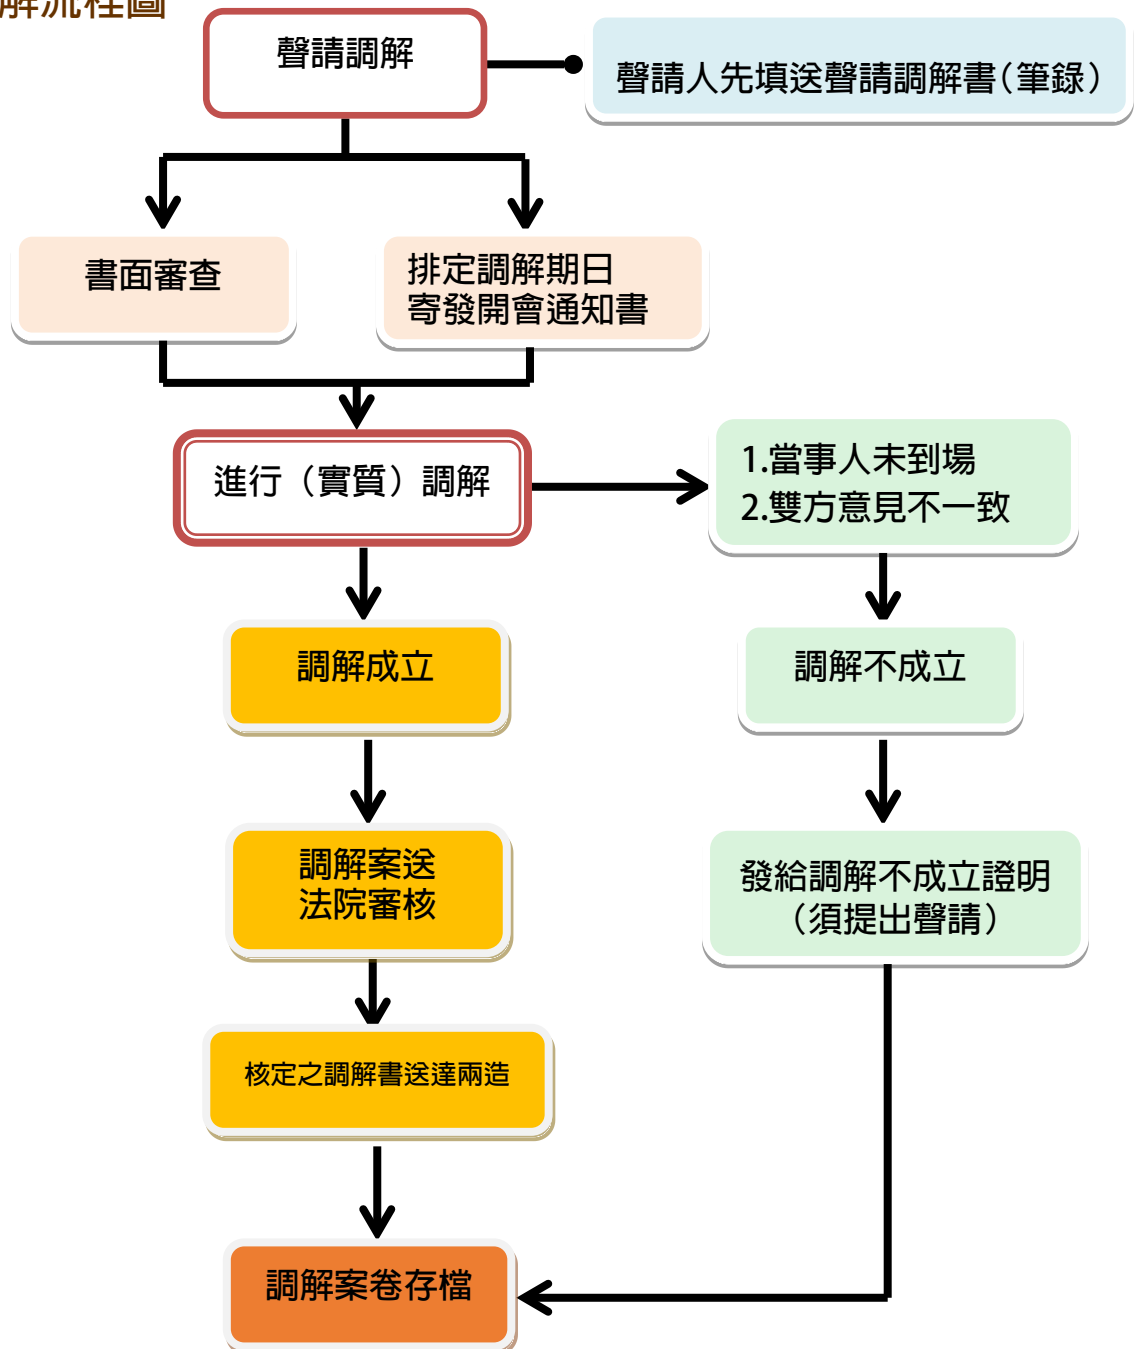 解流程圖
聲請調解
聲請人先填送聲請調解書(筆錄)
書面審查
排定調解期日
寄發開會通知書
進行（實質）調解
1.當事人未到場
2.雙方意見不一致
調解成立
調解不成立
調解案送
法院審核
發給調解不成立證明
（須提出聲請）
核定之調解書送達兩造
調解案卷存檔